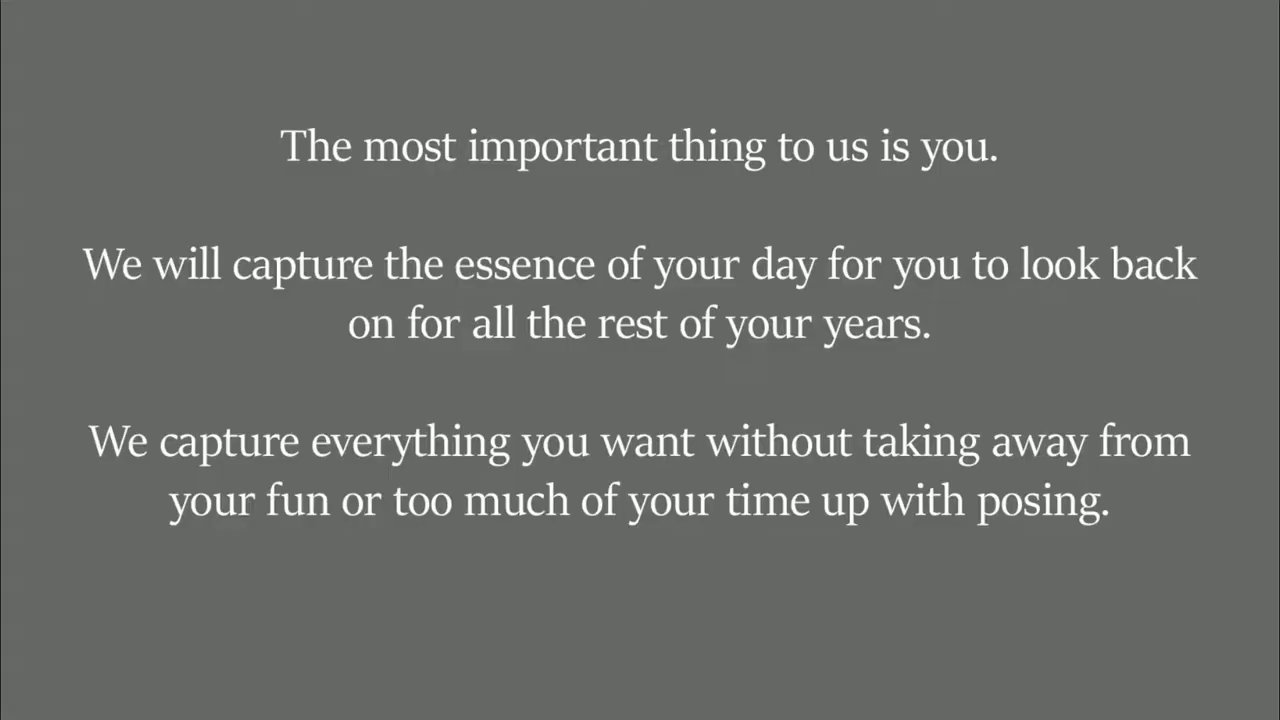 The most important thing to us is you.
We will capture the essence of your day for you to look back
on for all the rest of your years.
We capture everything you want without taking away from
your fun or too much of your time up with posing.